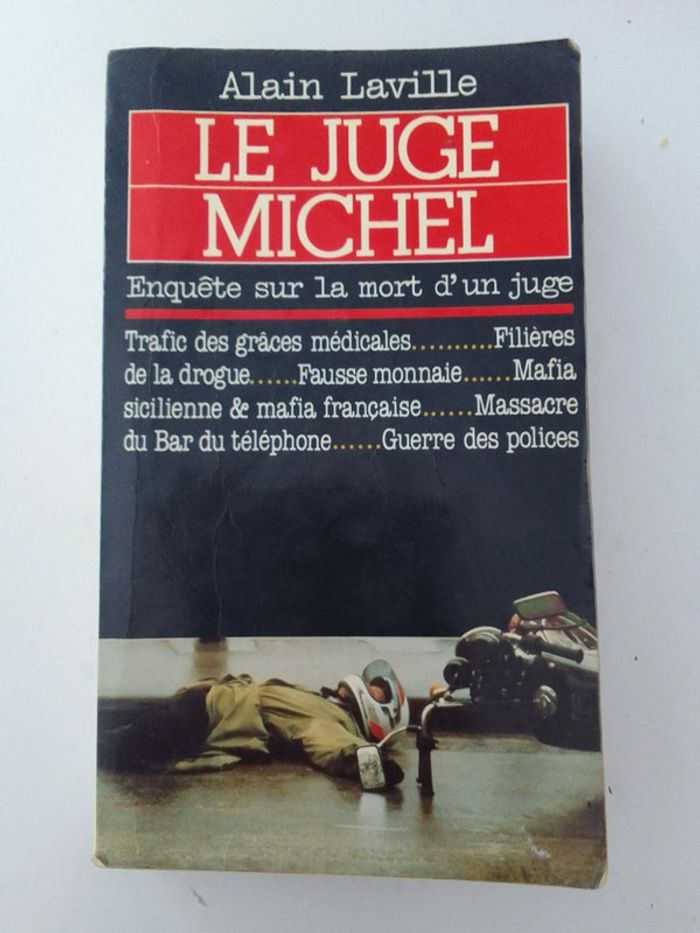 Alain Laville
LE JUGE
MICHEL
Enquête sur la mort d'un juge
Trafic des grâces médicales..........Filières
de la drogue......Fausse monnaie......Mafia
sicilienne & mafia française......Massacre
du Bar du téléphone......Guerre des polices